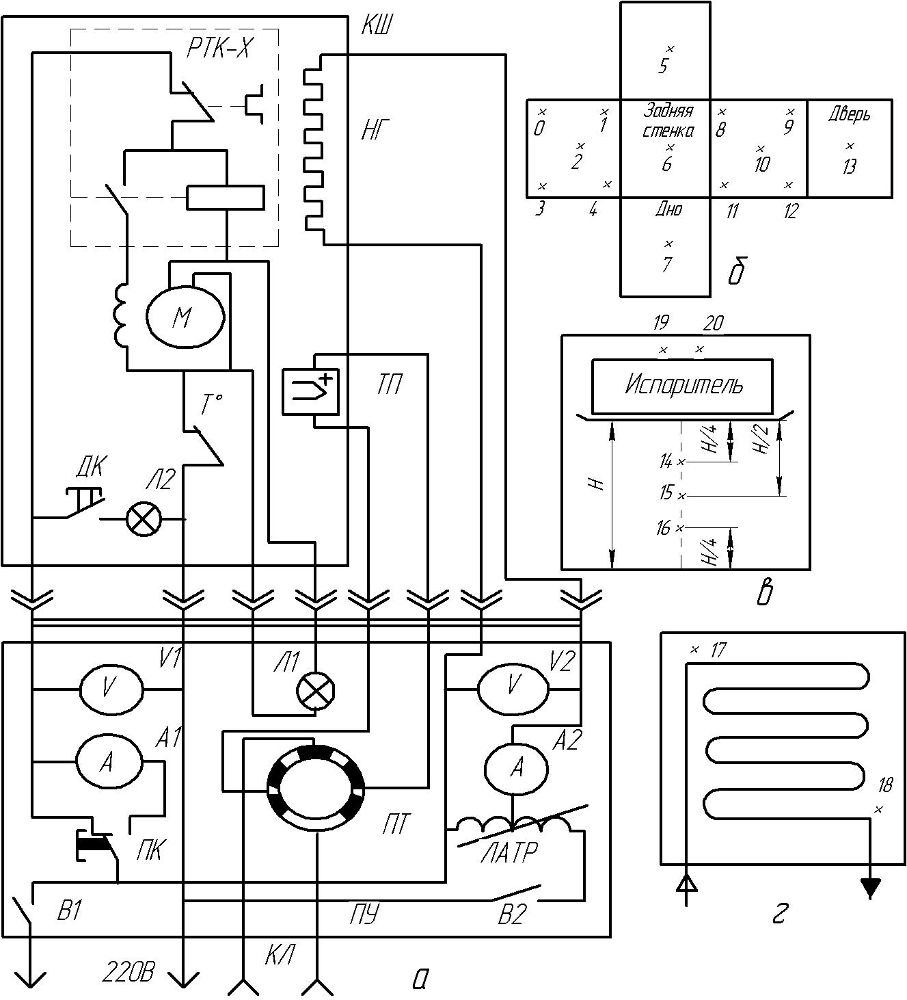 КШ
РТК-Х
НГ
М
ТП
Т°
ДК
Л2
V1
Л1
V2
V
V
А1
А2
А
А
ПТ
ПК
ЛАТР
В1
ПУ
В2
КЛ
220В
а
5
Задняя
стенка
Дверь
0
1
8
9
2
6
10
13
3
4
Дно
11
12
7
б
19
20
Испаритель
Н/4
Н/2
14
Н
15
16
Н/4
в
17
18
г